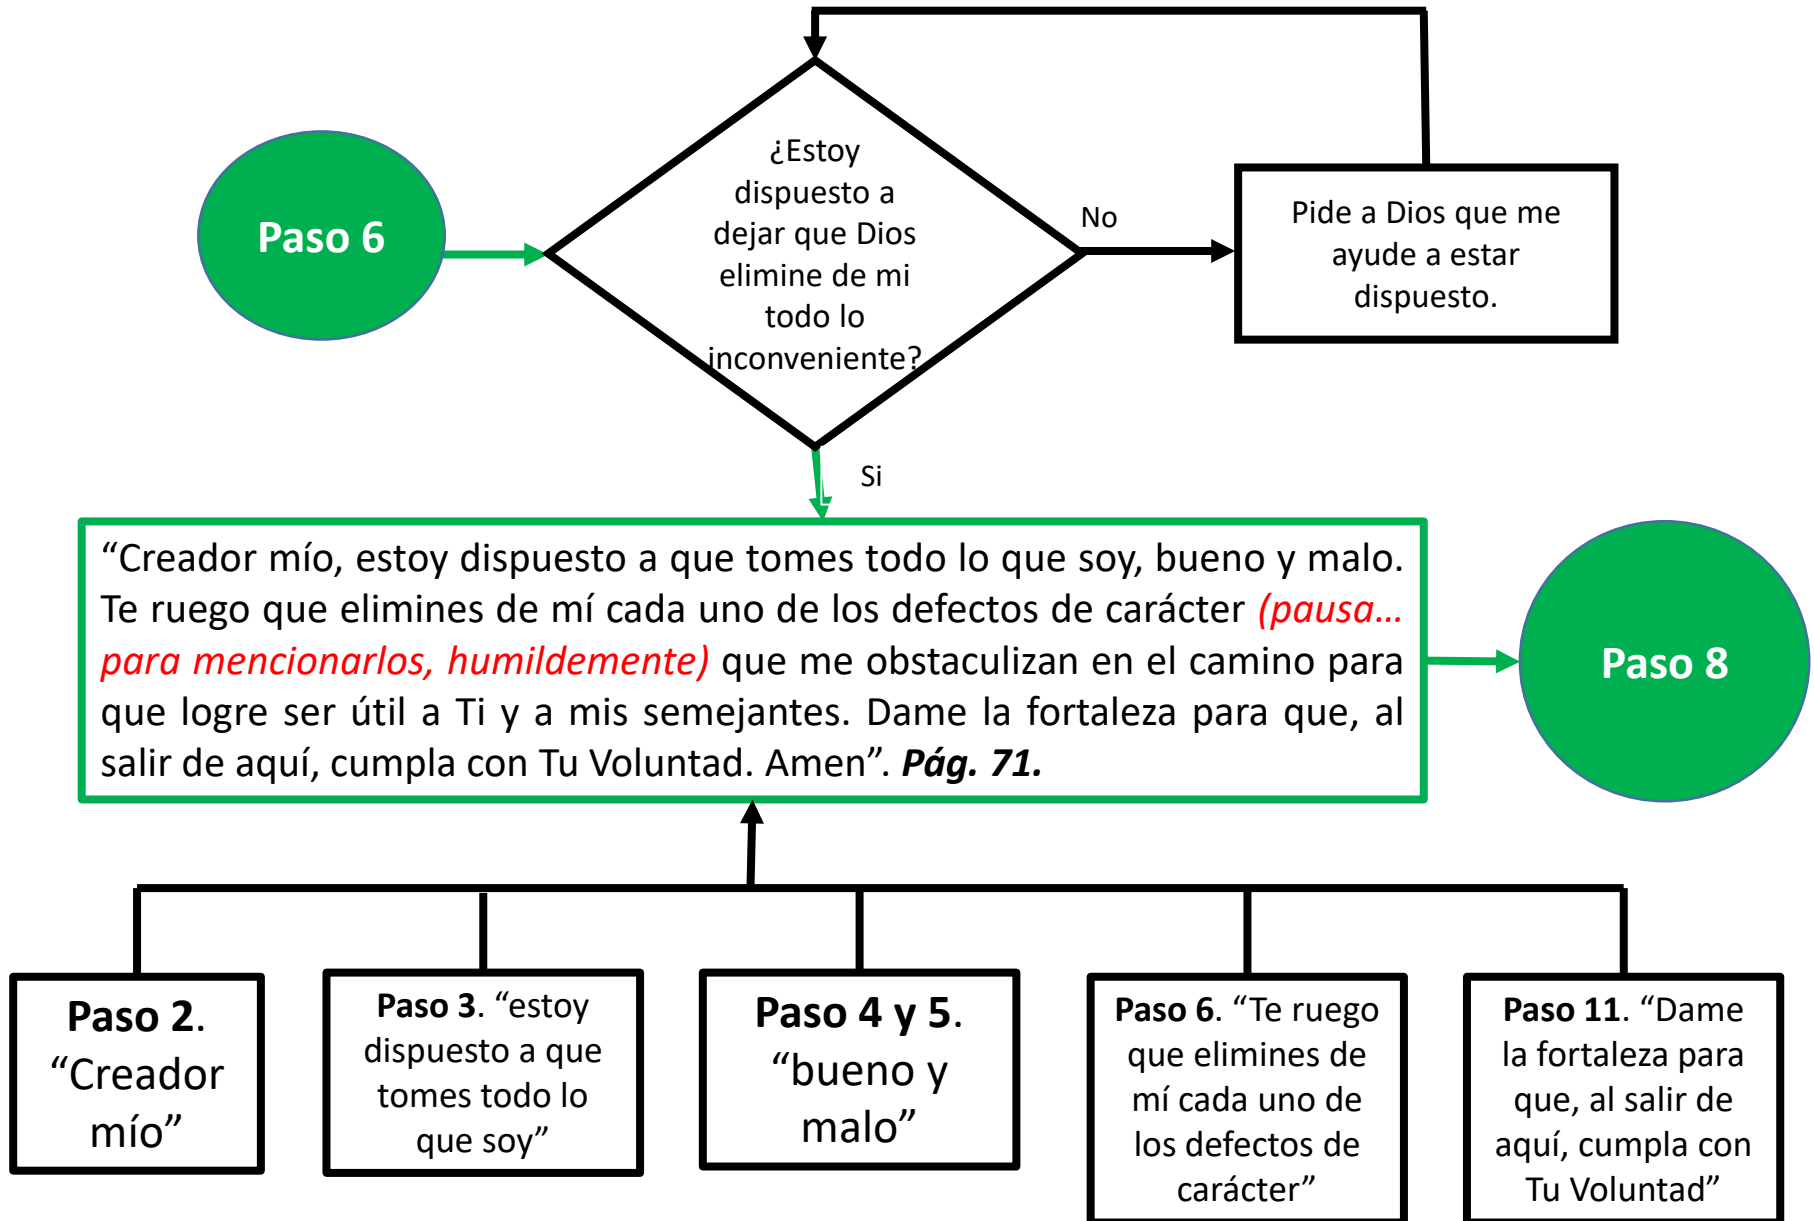 Paso 6
¿Estoy
dispuesto a
dejar que Dios
elimine de mi
todo lo
inconveniente?
No
Pide a Dios que me
ayude a estar
dispuesto.
Si
“Creador mío, estoy dispuesto a que tomes todo lo que soy, bueno y malo.
Te ruego que elimines de mí cada uno de los defectos de carácter (pausa...
para mencionarlos, humildemente) que me obstaculizan en el camino para
que logre ser útil a Ti y a mis semejantes. Dame la fortaleza para que, al
salir de aquí, cumpla con Tu Voluntad. Amen”. Pág. 71.
Paso 8
Paso 2.
“Creador
mío”
Paso 3. “estoy
dispuesto a que
tomes todo lo
que soy”
Paso 4 y 5.
“bueno y
malo”
Paso 6. “Te ruego
que elimines de
mí cada uno de
los defectos de
carácter”
Paso 11. “Dame
la fortaleza para
que, al salir de
aquí, cumpla con
Tu Voluntad”